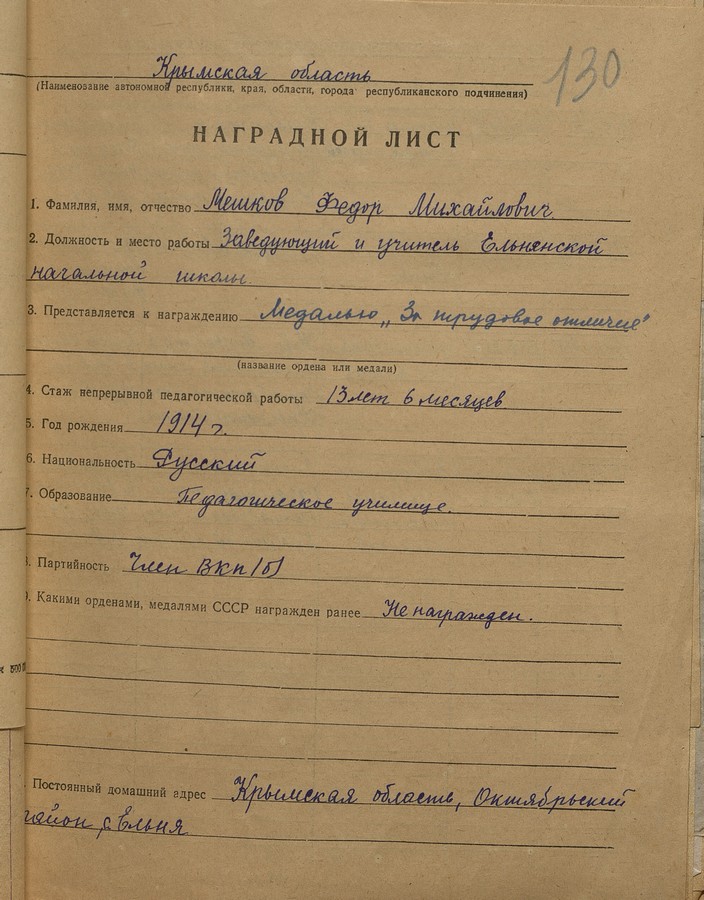 130
Крымская область
(Наименование автономной республики, края, области, города республиканского подчинения)
НАГРАДНОЙ ЛИСТ
1. Фамилия, имя, отчество Мешков Федор Михайлович
2. Должность и место работы Заведующий и учитель Ельнянской
начальной школы
3. Представляется к награждению Медалью „За трудовое отличие"
(название ордена или медали)
4. Стаж непрерывной педагогической работы 13 лет 6 месяцев
5. Год рождения 1914 г.
6. Национальность Русский
7. Образование Педагогическое училище.
Партийность Член ВКП/б/
Какими орденами, медалями СССР награжден ранее Не награжден.
Постоянный домашний адрес Крымская область, Октябрьский
район, с. Ельня